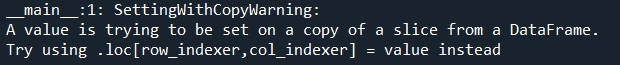 __main__:1: SettingWithCopyWarning:
A value is trying to be set on a copy of a slice from a DataFrame.
Try using .loc[row_indexer,col_indexer] = value instead